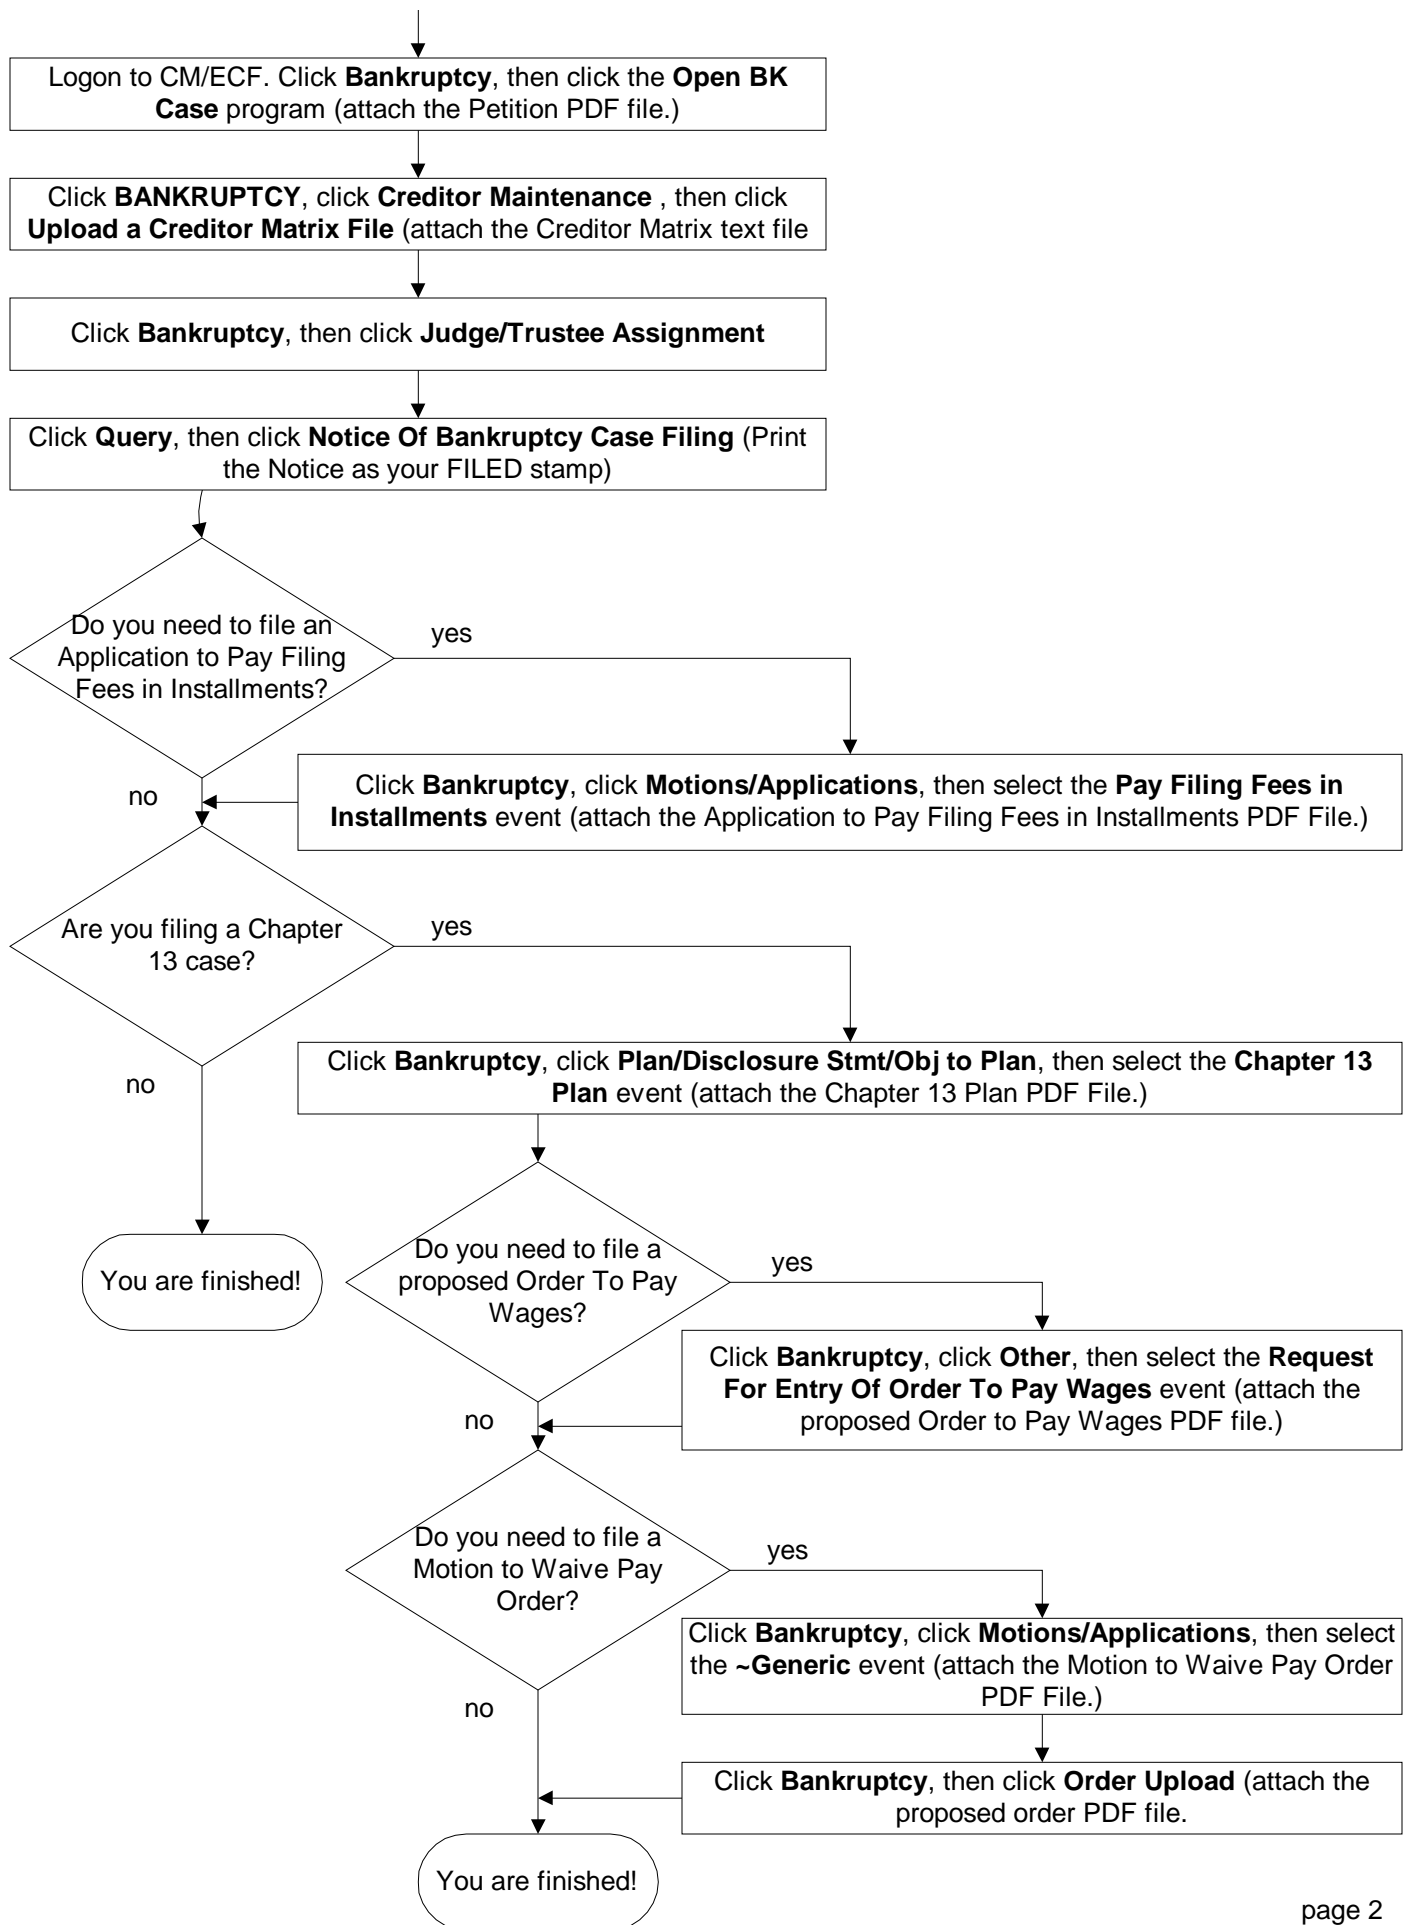 Logon to CM/ECF. Click Bankruptcy, then click the Open BK
Case program (attach the Petition PDF file.)
Click BANKRUPTCY, click Creditor Maintenance , then click
Upload a Creditor Matrix File (attach the Creditor Matrix text file
Click Bankruptcy, then click Judge/Trustee Assignment
Click Query, then click Notice Of Bankruptcy Case Filing (Print
the Notice as your FILED stamp)
Do you need to file an
Application to Pay Filing
Fees in Installments?
yes
no
Click Bankruptcy, click Motions/Applications, then select the Pay Filing Fees in
Installments event (attach the Application to Pay Filing Fees in Installments PDF File.)
Are you filing a Chapter
13 case?
yes
no
Click Bankruptcy, click Plan/Disclosure Stmt/Obj to Plan, then select the Chapter 13
Plan event (attach the Chapter 13 Plan PDF File.)
You are finished!
Do you need to file a
proposed Order To Pay
Wages?
yes
no
Click Bankruptcy, click Other, then select the Request
For Entry Of Order To Pay Wages event (attach the
proposed Order to Pay Wages PDF file.)
Do you need to file a
Motion to Waive Pay
Order?
yes
no
Click Bankruptcy, click Motions/Applications, then select
the ~Generic event (attach the Motion to Waive Pay Order
PDF File.)
Click Bankruptcy, then click Order Upload (attach the
proposed order PDF file.
You are finished!
page 2